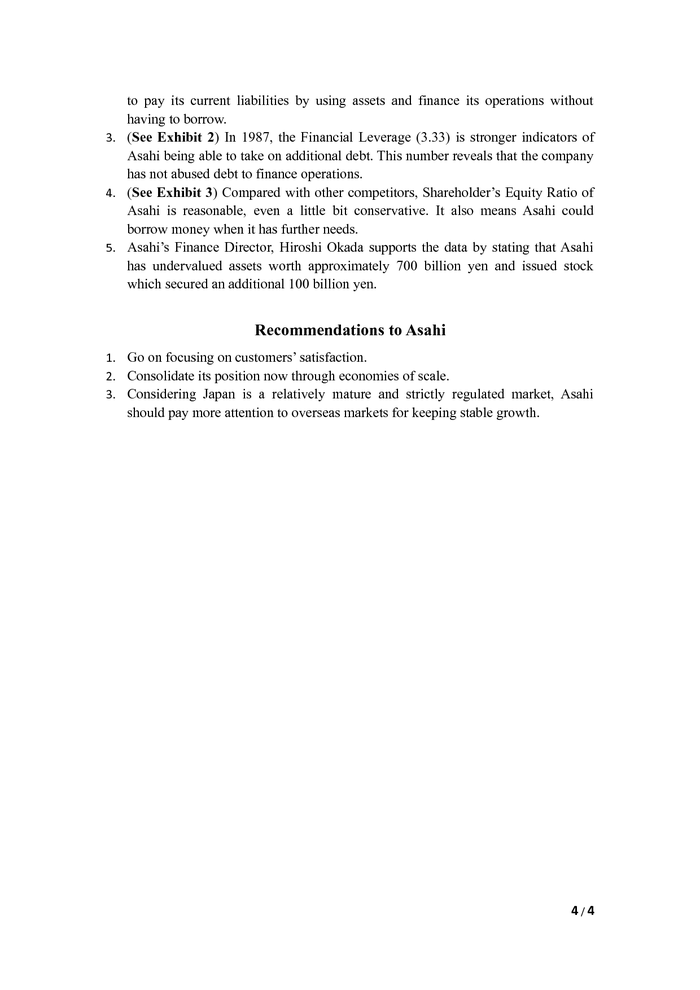 to pay its current liabilities by using assets and finance its operations without
having to borrow.
3. (See Exhibit 2) In 1987, the Financial Leverage (3.33) is stronger indicators of
Asahi being able to take on additional debt. This number reveals that the company
has not abused debt to finance operations.
4. (See Exhibit 3) Compared with other competitors, Shareholder’s Equity Ratio of
Asahi is reasonable, even a little bit conservative. It also means Asahi could
borrow money when it has further needs.
5. Asahi’s Finance Director, Hiroshi Okada supports the data by stating that Asahi
has undervalued assets worth approximately 700 billion yen and issued stock
which secured an additional 100 billion yen.
Recommendations to Asahi
1. Go on focusing on customers’ satisfaction.
2. Consolidate its position now through economies of scale.
3. Considering Japan is a relatively mature and strictly regulated market, Asahi
should pay more attention to overseas markets for keeping stable growth.
4 / 4